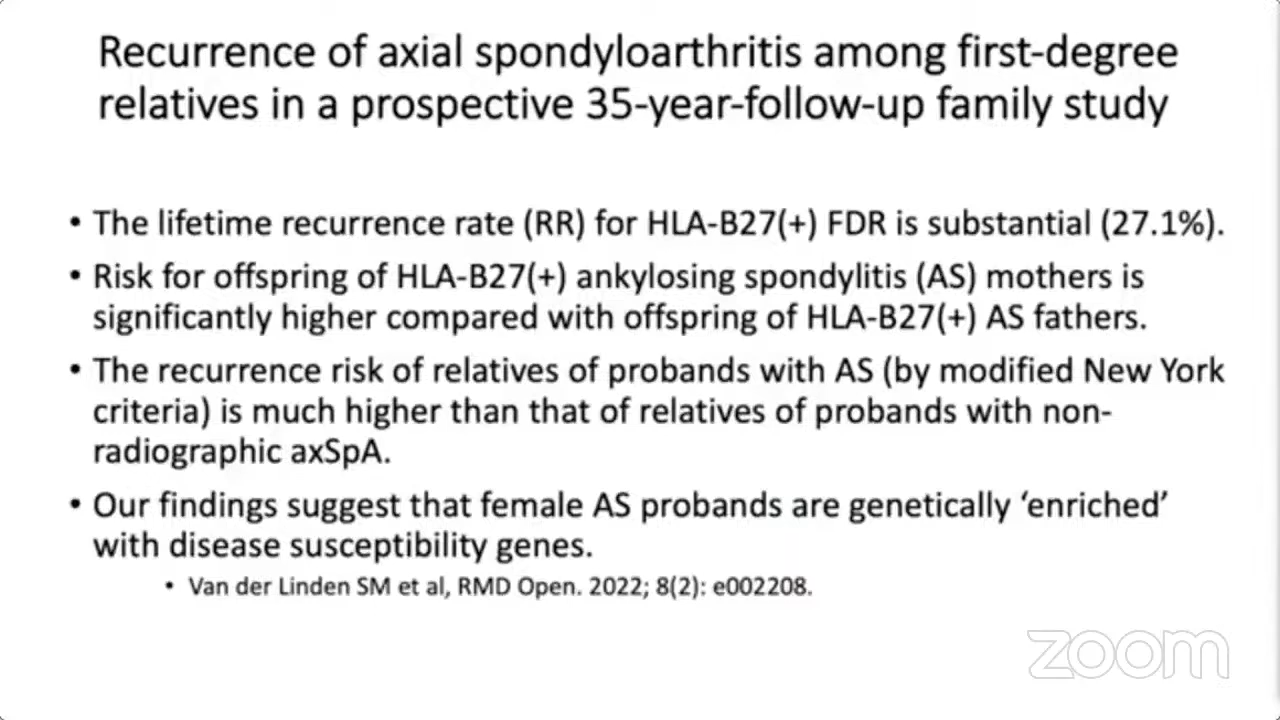 Recurrence of axial spondyloarthritis among first-degree
relatives in a prospective 35-year-follow-up family study
• The lifetime recurrence rate (RR) for HLA-B27(+) FDR is substantial (27.1%).
• Risk for offspring of HLA-B27(+) ankylosing spondylitis (AS) mothers is
significantly higher compared with offspring of HLA-B27(+) AS fathers.
• The recurrence risk of relatives of probands with AS (by modified New York
criteria) is much higher than that of relatives of probands with non-
radiographic axSpA.
• Our findings suggest that female AS probands are genetically ‘enriched’
with disease susceptibility genes.
• Van der Linden SM et al, RMD Open. 2022; 8(2): e002208.
zoom